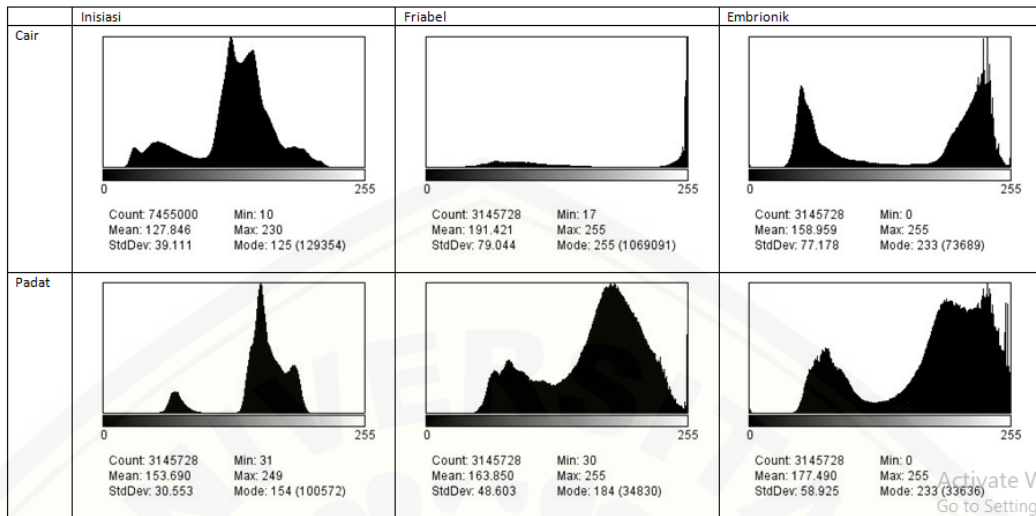 Inisiasi Friabel Embrionik
Cair
0 255 0 255 0 255
Count: 7455000 Min: 10 Count: 3145728 Min: 17 Count: 3145728 Min: 0
Mean: 127.846 Max: 230 Mean: 191.421 Max: 255 Mean: 158.959 Max: 255
StdDev: 39.111 Mode: 125 (129354) StdDev: 79.044 Mode: 255 (1069091) StdDev: 77.178 Mode: 233 (73689)
Padat
0 255 0 255 0 255
Count: 3145728 Min: 31 Count: 3145728 Min: 30 Count: 3145728 Min: 0
Mean: 153.690 Max: 249 Mean: 163.850 Max: 255 Mean: 177.490 Max: 255
StdDev: 30.553 Mode: 154 (100572) StdDev: 48.603 Mode: 184 (34830) StdDev: 58.925 Mode: 233 (33636)
Activate
Go to Setting